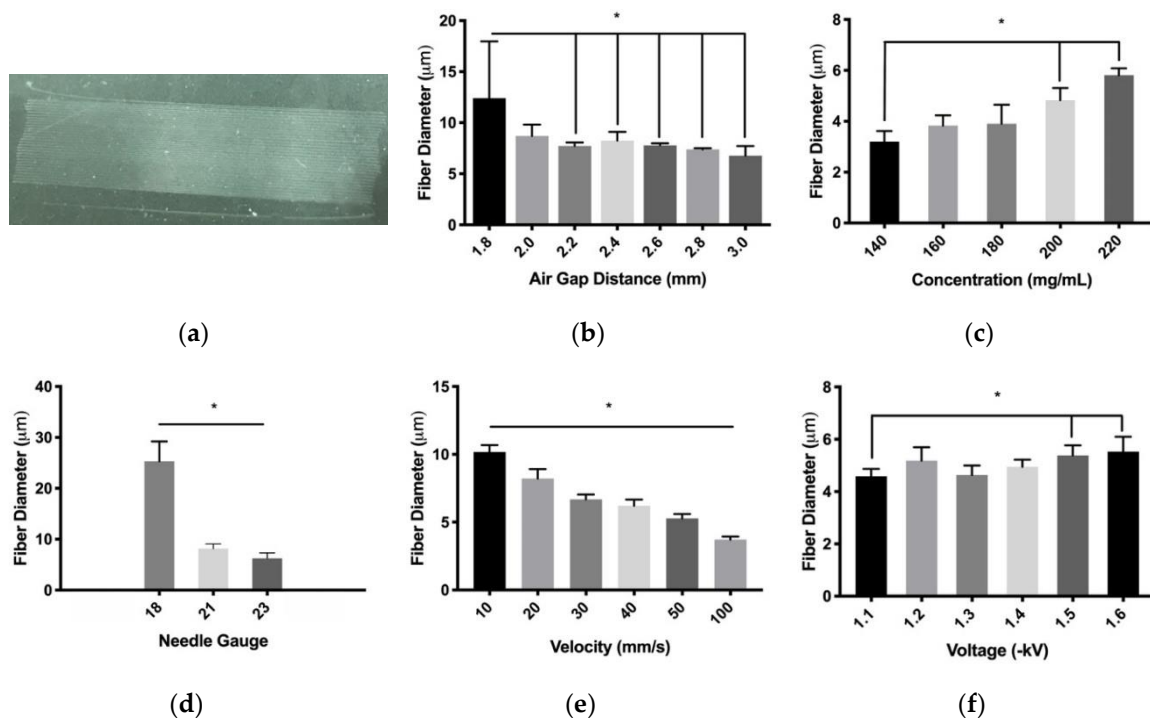 20
15
10
5
0
Fiber Diameter (μm)
*
1.8 2.0 2.2 2.4 2.6 2.8 3.0
Air Gap Distance (mm)
8
6
4
2
0
Fiber Diameter (μm)
*
140 160 180 200 220
Concentration (mg/mL)
(a) (b) (c)
40
30
20
10
0
Fiber Diameter (μm)
*
18 21 23
Needle Gauge
15
10
5
0
Fiber Diameter (μm)
*
10 20 30 40 50 100
Velocity (mm/s)
8
6
4
2
0
Fiber Diameter (μm)
*
1.1 1.2 1.3 1.4 1.5 1.6
Voltage (-kV)
(d) (e) (f)